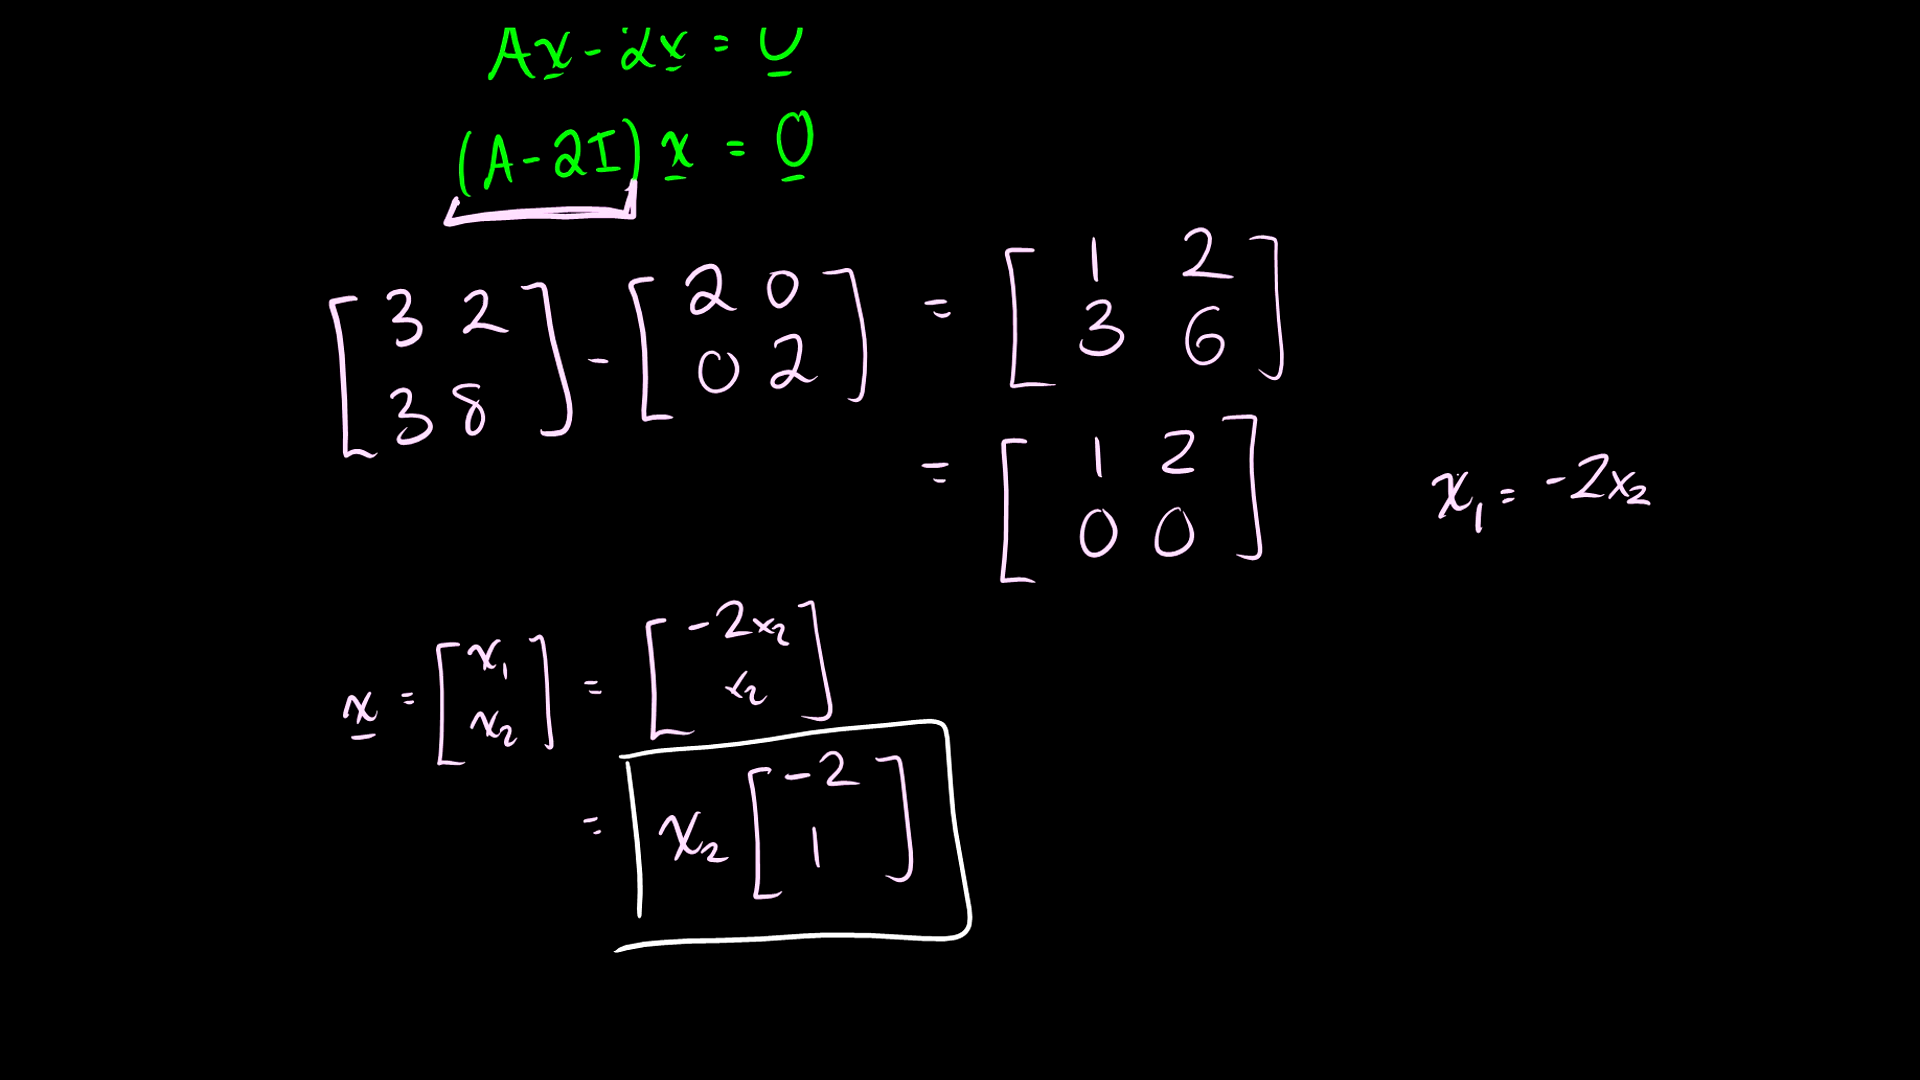 Ax - 2x = 0
(A-2I) x = 0
[3 2; 3 8] - [2 0; 0 2] = [1 2; 3 6]
= [1 2; 0 0] x₁ = -2x₂
x = [x₁; x₂] = [-2x₂; x₂]
= x₂ [-2; 1]